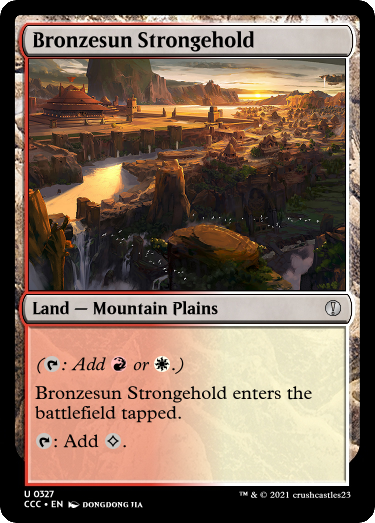 Bronzesun Strongehold
Land — Mountain Plains
(: Add or .)
Bronzesun Strongehold enters the
battlefield tapped.
: Add .
U 0327
CCC • EN DONGDONG JIA
™ & © 2021 crushcastles23